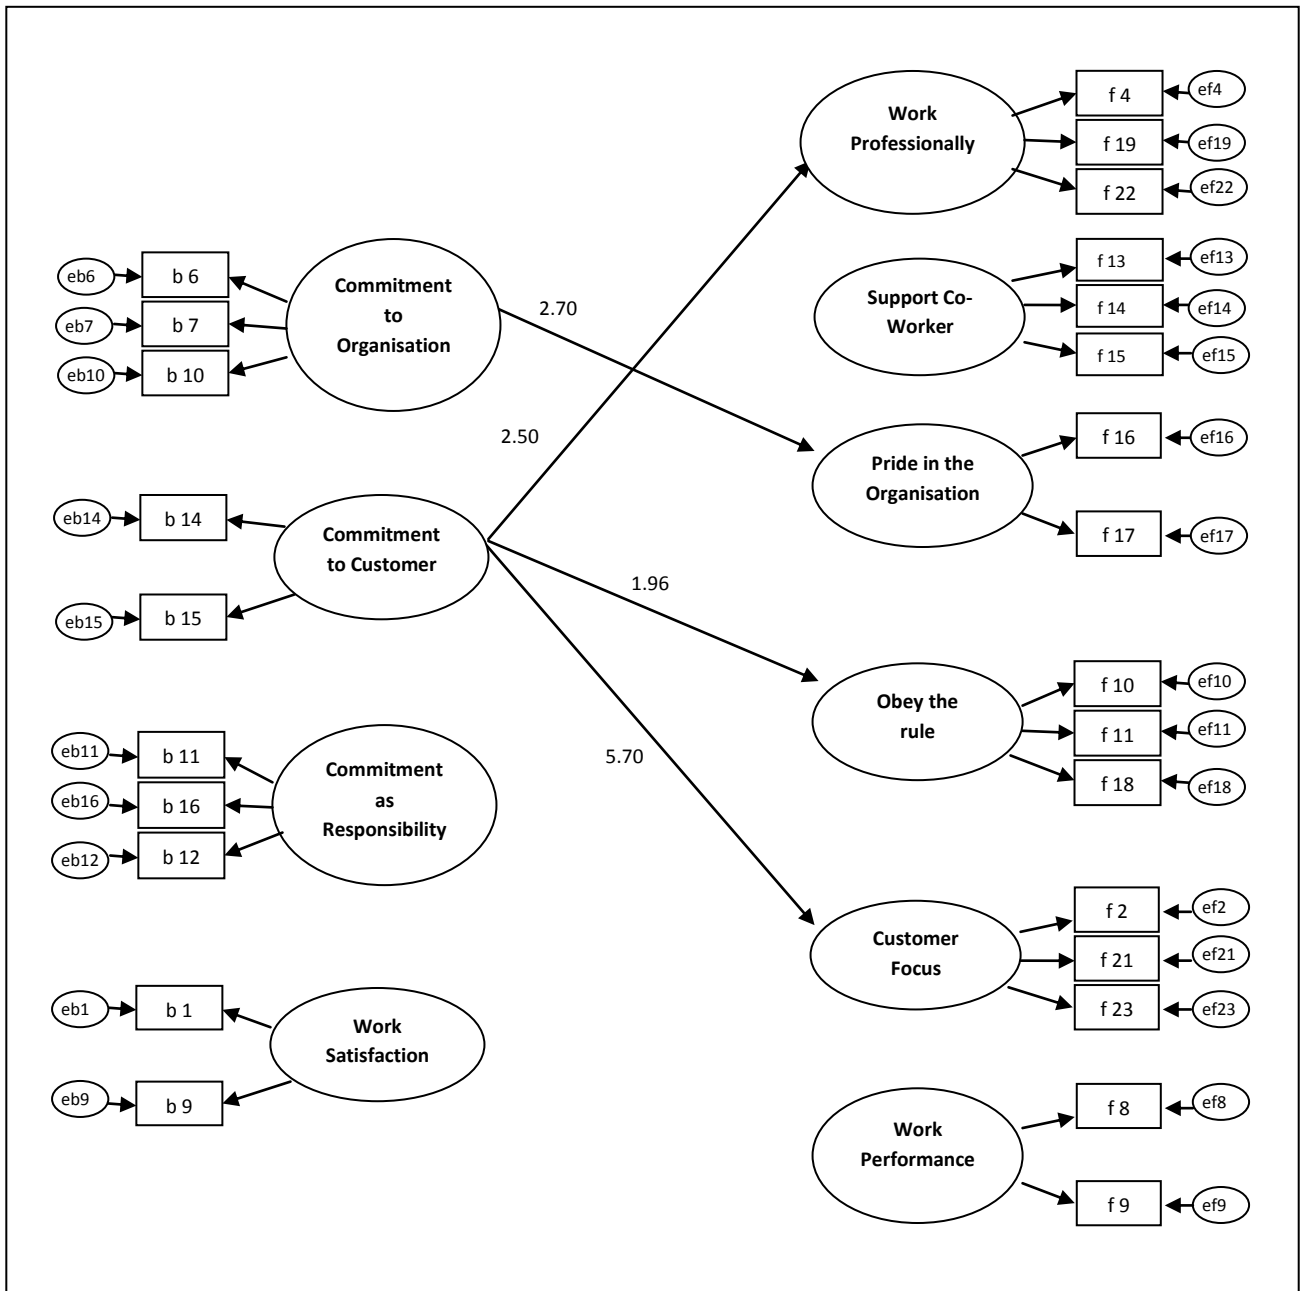 Work
Professionally
f 4
ef4
f 19
ef19
f 22
ef22
Commitment
to
Organisation
eb6
b 6
eb7
b 7
eb10
b 10
2.70
Support Co-
Worker
f 13
ef13
f 14
ef14
f 15
ef15
2.50
Pride in the
Organisation
f 16
ef16
f 17
ef17
Commitment
to Customer
eb14
b 14
eb15
b 15
1.96
Obey the
rule
f 10
ef10
f 11
ef11
f 18
ef18
5.70
Commitment
as
Responsibility
eb11
b 11
eb16
b 16
eb12
b 12
Customer
Focus
f 2
ef2
f 21
ef21
f 23
ef23
Work
Satisfaction
eb1
b 1
eb9
b 9
Work
Performance
f 8
ef8
f 9
ef9